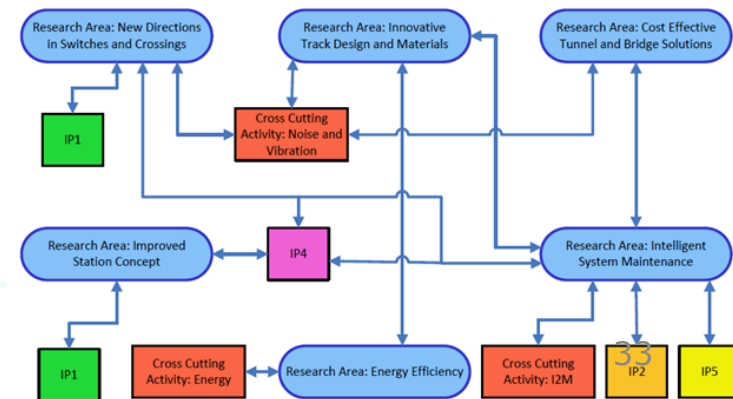 Research Area: New Directions
in Switches and Crossings
Research Area: Innovative
Track Design and Materials
Research Area: Cost Effective
Tunnel and Bridge Solutions
IP1
Cross Cutting
Activity: Noise and
Vibration
Research Area: Improved
Station Concept
IP4
Research Area: Intelligent
System Maintenance
IP1
Cross Cutting
Activity: Energy
Research Area: Energy Efficiency
Cross Cutting
Activity: I2M
33
IP2
IP5